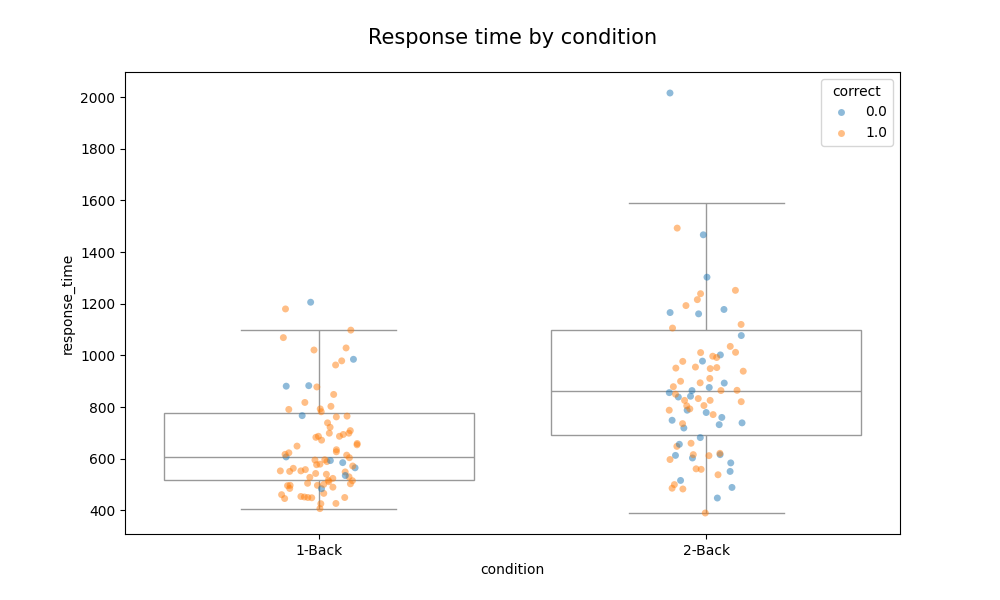 Response time by condition
correct
0.0
1.0
response_time
2000
1800
1600
1400
1200
1000
800
600
400
1-Back
2-Back
condition